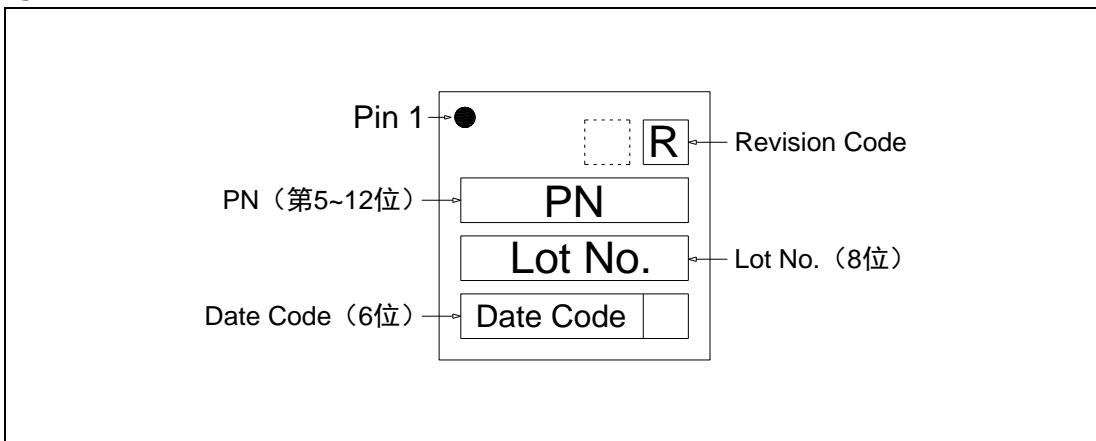 Pin 1
R
Revision Code
PN（第5~12位）
PN
Lot No.
Lot No.（8位）
Date Code（6位）
Date Code